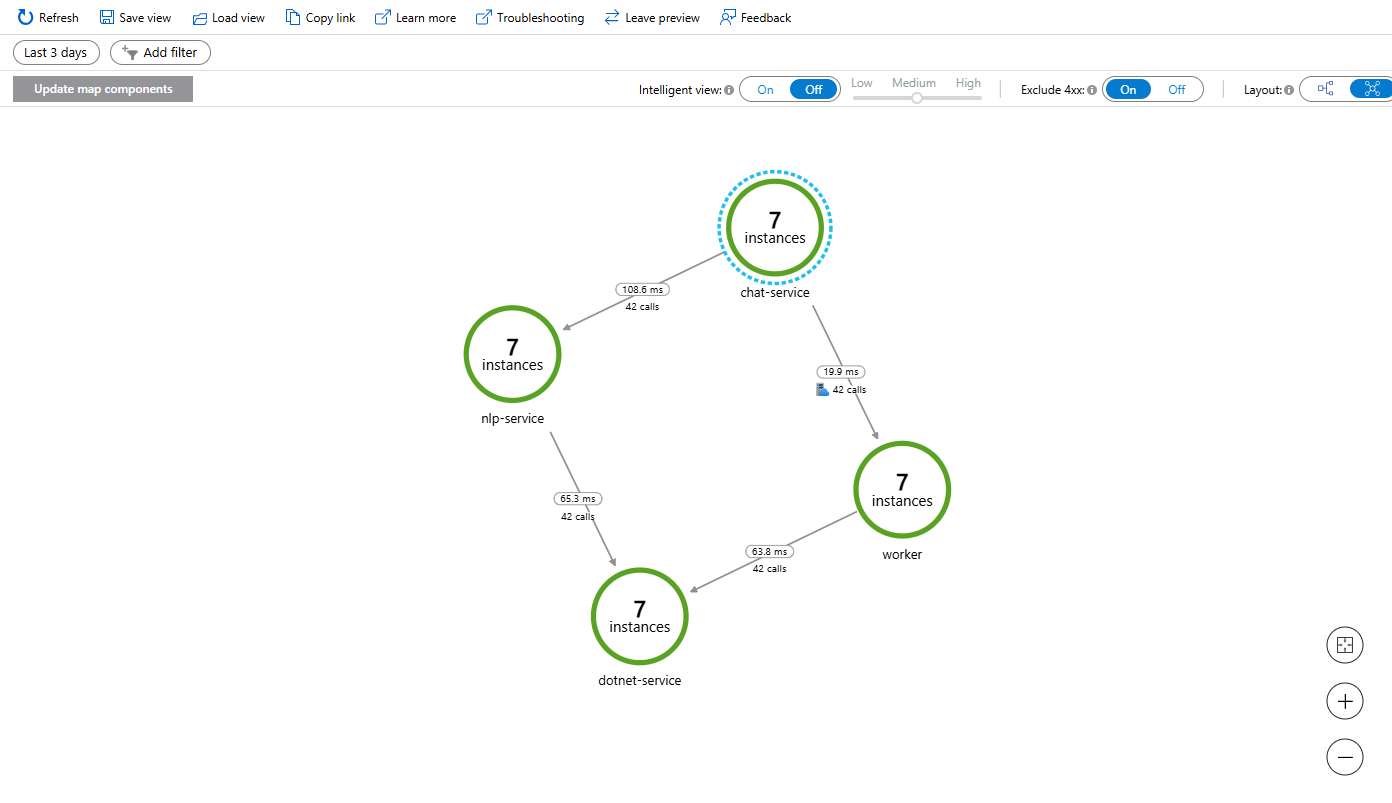 Refresh Save view Load view Copy link Learn more Troubleshooting Leave preview Feedback
Last 3 days Add filter
Update map components Intelligent view: On Off Low Medium High Exclude 4xx: On Off Layout:
7
instances
chat-service
108.6 ms
42 calls
7
instances
nlp-service
19.9 ms
42 calls
7
instances
worker
65.3 ms
42 calls
63.8 ms
42 calls
7
instances
dotnet-service